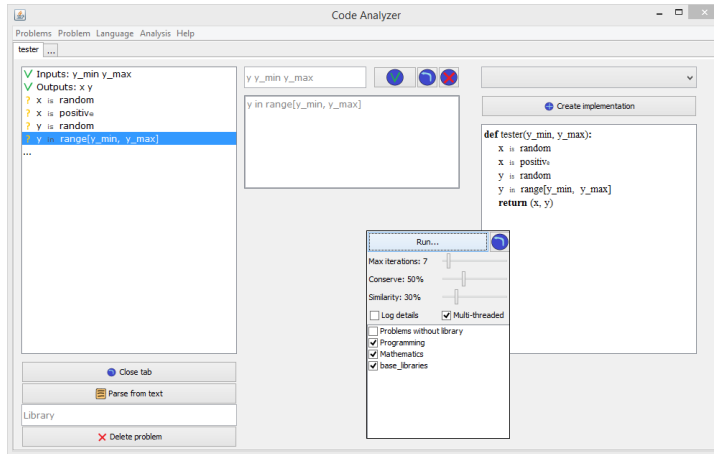 Code Analyzer
Problems Problem Language Analysis Help
tester ...
Inputs: y_min y_max
Outputs: x y
? x is random
? x is positive
? y is random
? y in range[y_min, y_max]
...
Close tab
Parse from text
Library
Delete problem
y y_min y_max
y in range[y_min, y_max]
Run...
Max iterations: 7
Conserve: 50%
Similarity: 30%
Log details Multi-threaded
Problems without library
Programming
Mathematics
base_libraries
Create implementation
def tester(y_min, y_max):
x is random
x is positive
y is random
y in range[y_min, y_max]
return (x, y)